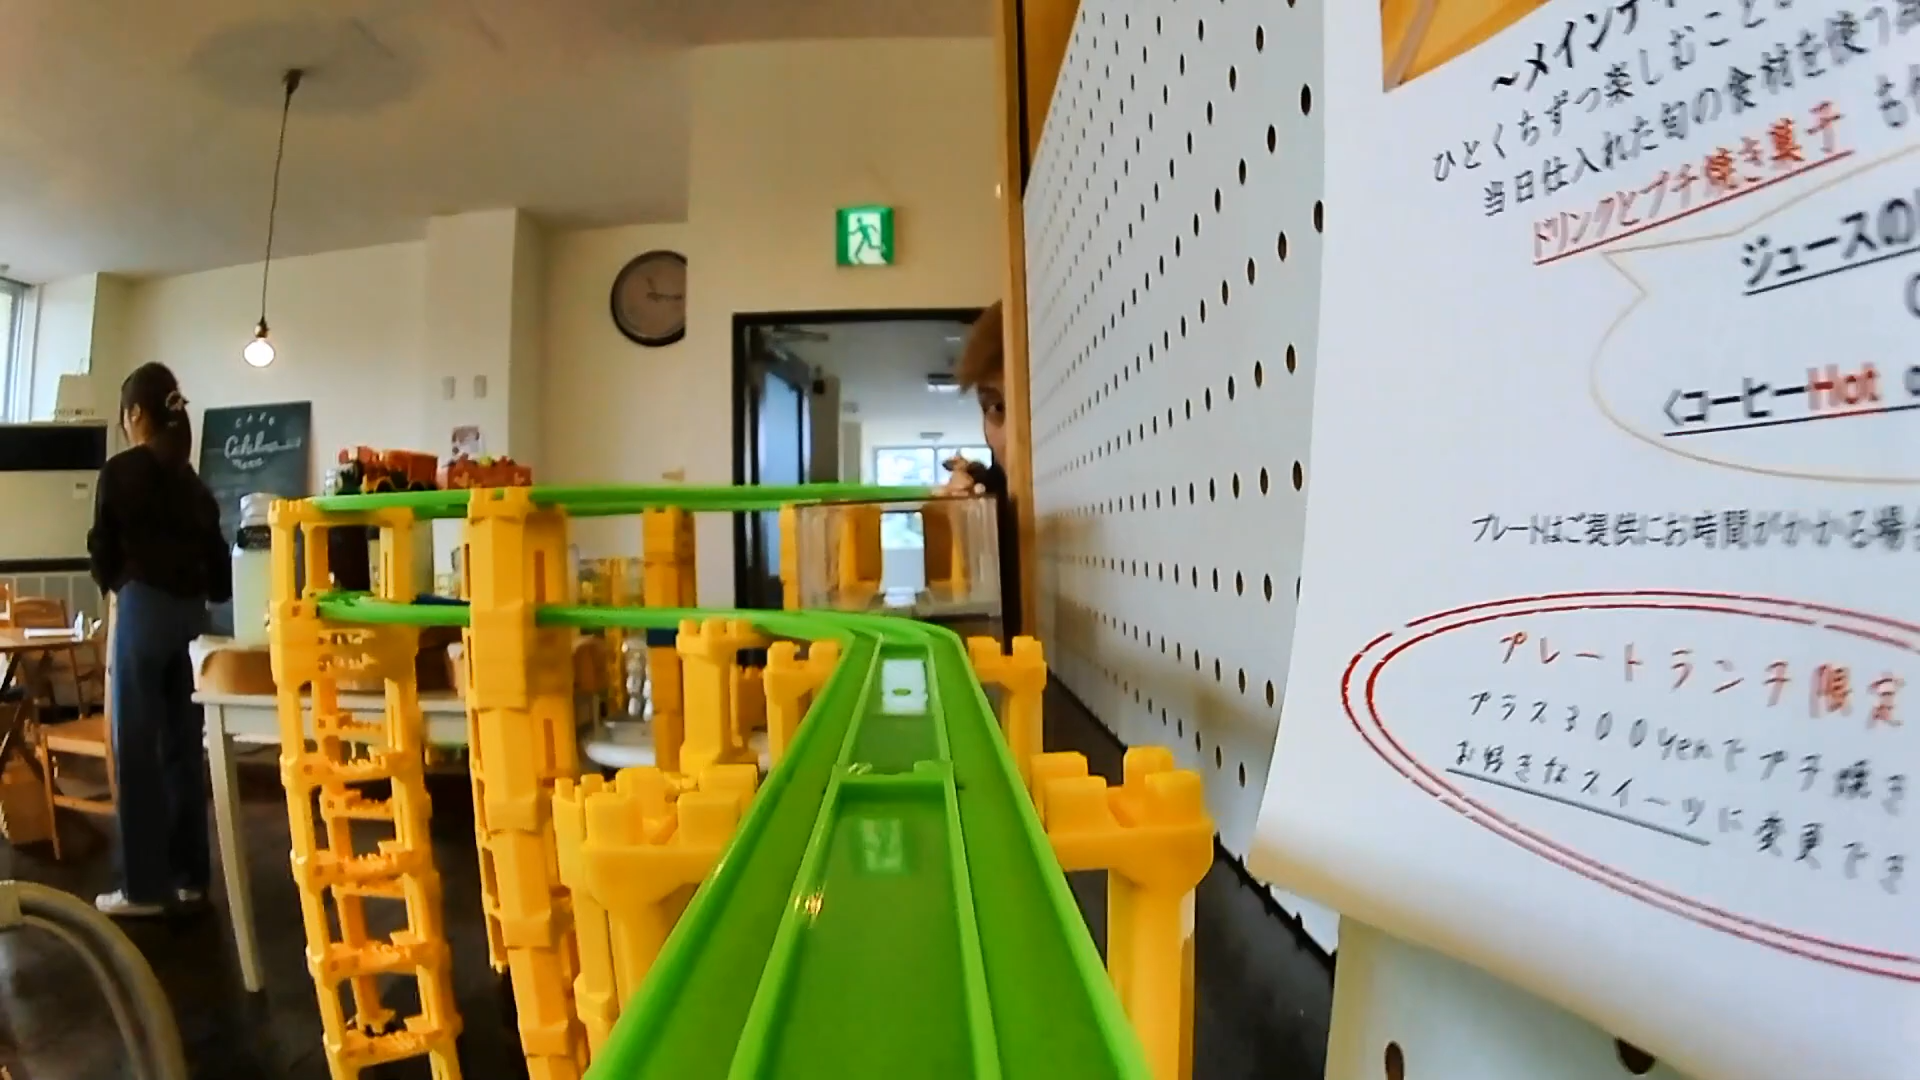 CAFE
Menu
～メインディ
ひとくちずつ楽しむこと
当日仕入れた旬の食材を使っ
ドリンクとプチ焼き菓子 も
ジュースの
<コーヒーHot o
プレートはご提供にお時間がかかる場
プレートランチ限定
プラス300yenでプチ焼き
お好きなスイーツに変更でき